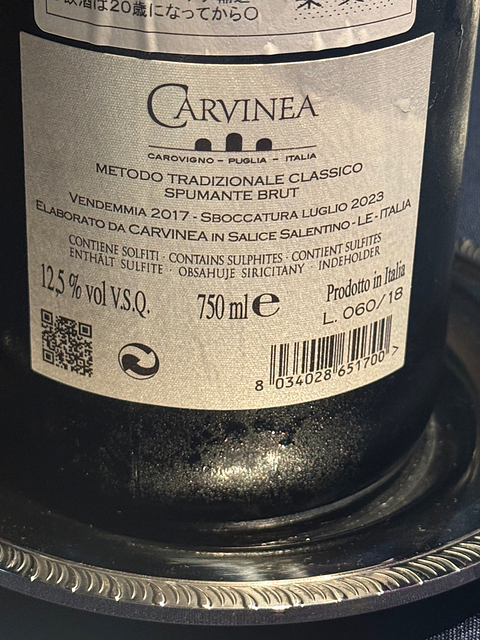 飲酒は20歳になってから○
CARVINEA
CAROVIGNO - PUGLIA - ITALIA
METODO TRADIZIONALE CLASSICO
SPUMANTE BRUT
VENDEMMIA 2017 - SBOCCATURA LUGLIO 2023
ELABORATO DA CARVINEA IN SALICE SALENTINO - LE - ITALIA
CONTIENE SOLFITI · CONTAINS SULPHITES · CONTIENT SULFITES
ENTHÄLT SULFITE · OBSAHUJE SIRICITANY · INDEHOLDER
12,5 % vol V.S.Q.
750 ml e
Prodotto in Italia
L. 060/18
8 034028 651700 >